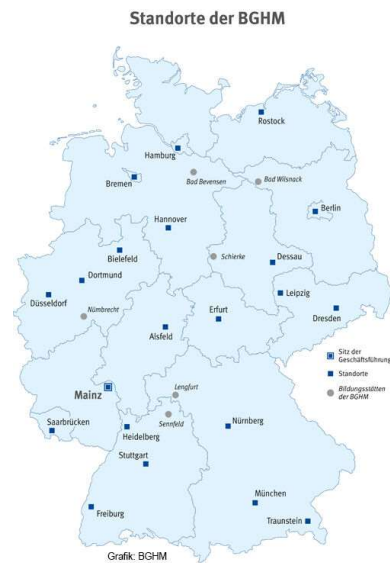 Standorte der BGHM
Rostock
Hamburg
Bad Bevensen
Bad Wilsnack
Bremen
Berlin
Hannover
Bielefeld
Schierke
Dessau
Dortmund
Düsseldorf
Leipzig
Nümbrecht
Erfurt
Dresden
Alsfeld
Sitz der
Geschäftsführung
Standorte
Bildungsstätten
der BGHM
Mainz
Lengfurt
Sennfeld
Saarbrücken
Heidelberg
Nürnberg
Stuttgart
München
Freiburg
Traunstein
Grafik: BGHM